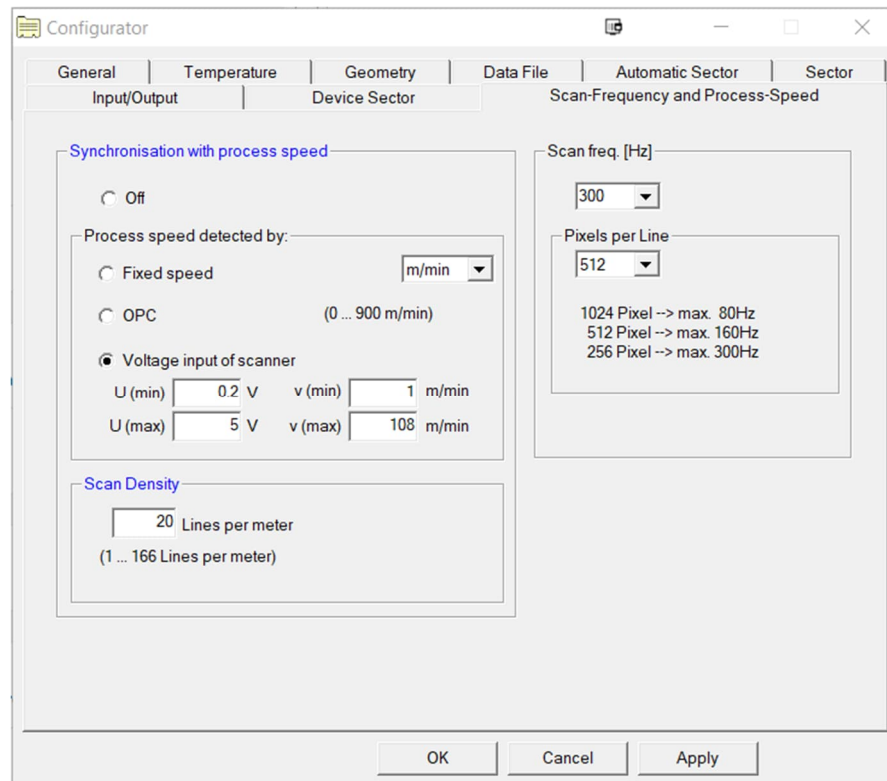 Configurator
General Temperature Geometry Data File Automatic Sector Sector
Input/Output Device Sector Scan-Frequency and Process-Speed
Synchronisation with process speed
Off
Process speed detected by:
Fixed speed m/min
OPC (0 ... 900 m/min)
Voltage input of scanner
U (min) 0.2 V v (min) 1 m/min
U (max) 5 V v (max) 108 m/min
Scan Density
20 Lines per meter
(1 ... 166 Lines per meter)
Scan freq. [Hz]
300
Pixels per Line
512
1024 Pixel --> max. 80Hz
512 Pixel --> max. 160Hz
256 Pixel --> max. 300Hz
OK Cancel Apply